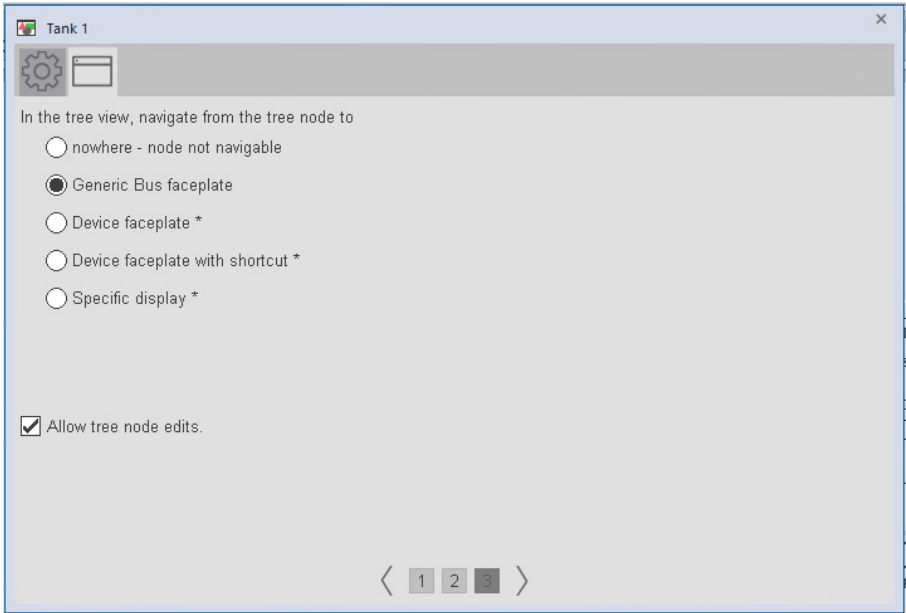 Tank 1
In the tree view, navigate from the tree node to
nowhere - node not navigable
Generic Bus faceplate
Device faceplate *
Device faceplate with shortcut *
Specific display *
Allow tree node edits.
1 2 3